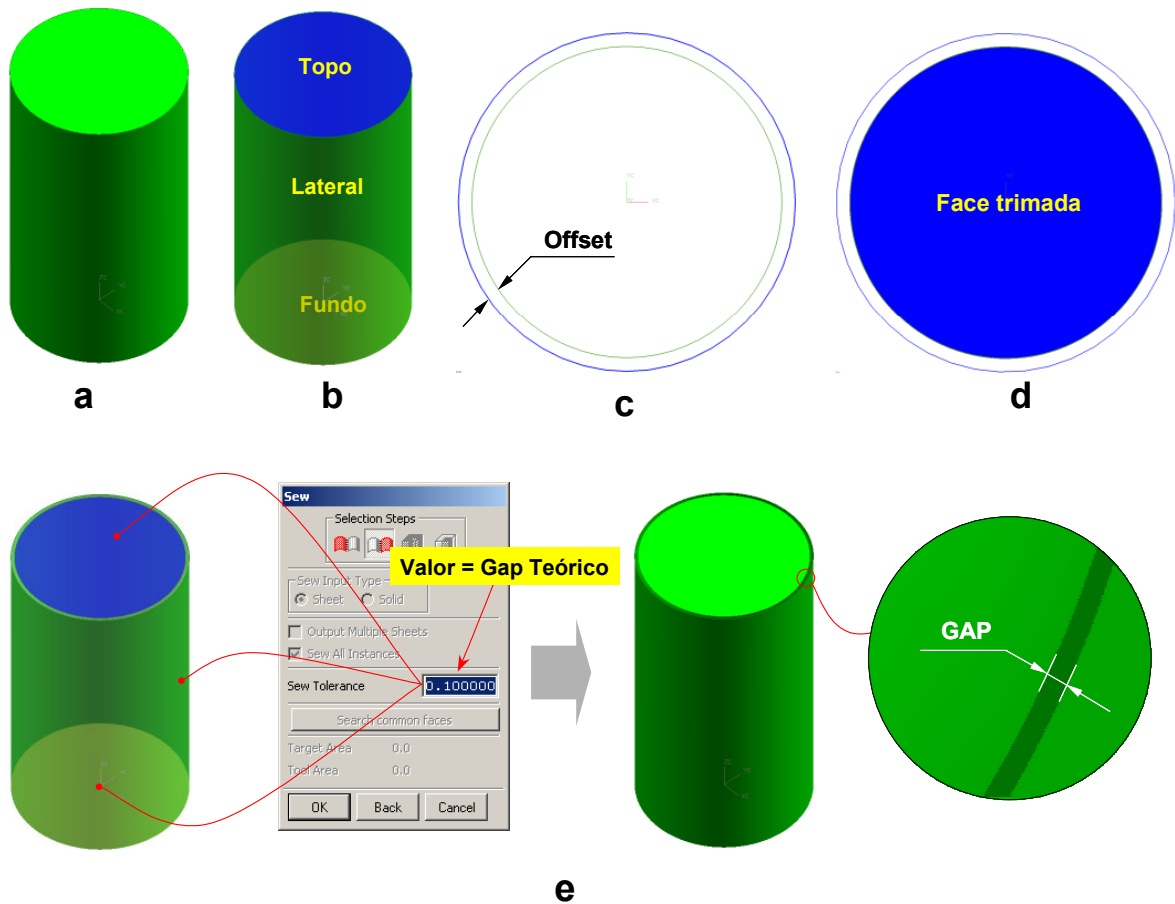 Topo
Lateral
Fundo
Offset
Face trimada
a
b
c
d
Sew
Selection Steps
Valor = Gap Teórico
Sew Input Type
Sheet
Solid
Output Multiple Sheets
Sew All Instances
Sew Tolerance
0.100000
Search common faces
Target Area 0.0
Tool Area 0.0
OK
Back
Cancel
GAP
e